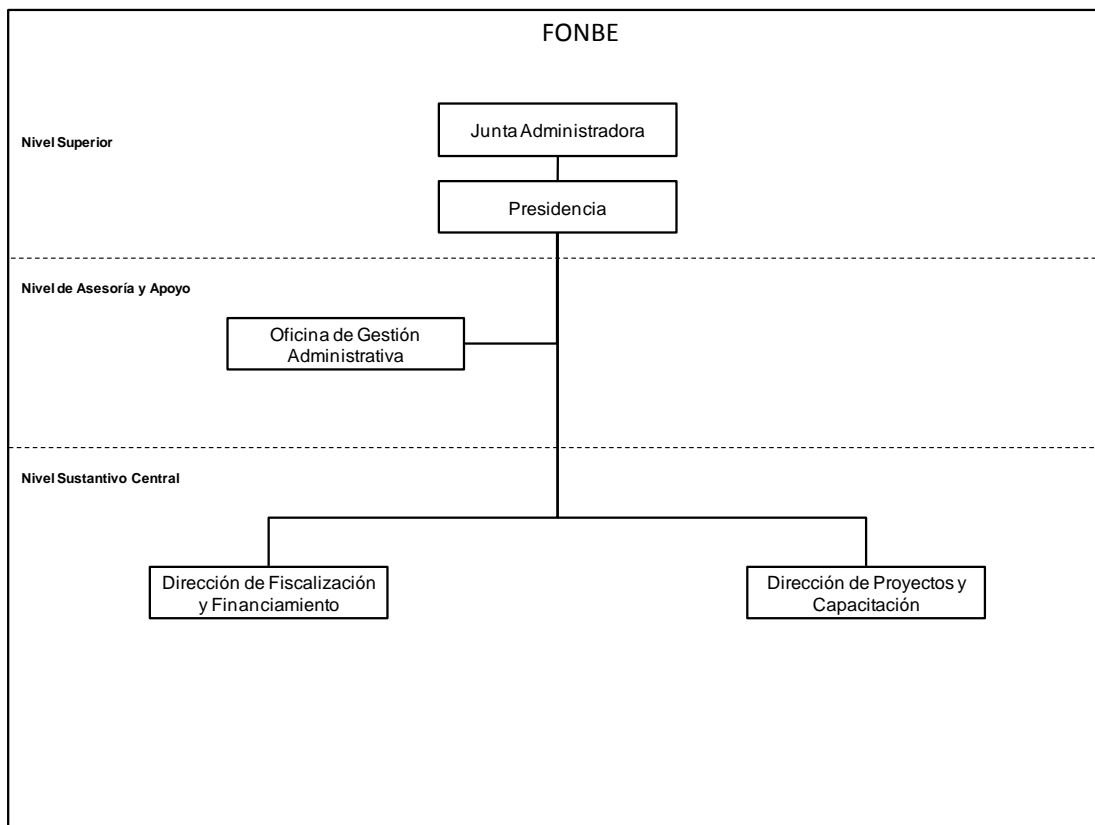 FONBE
Nivel Superior
Junta Administradora
Presidencia
Nivel de Asesoría y Apoyo
Oficina de Gestión
Administrativa
Nivel Sustantivo Central
Dirección de Fiscalización
y Financiamiento
Dirección de Proyectos y
Capacitación